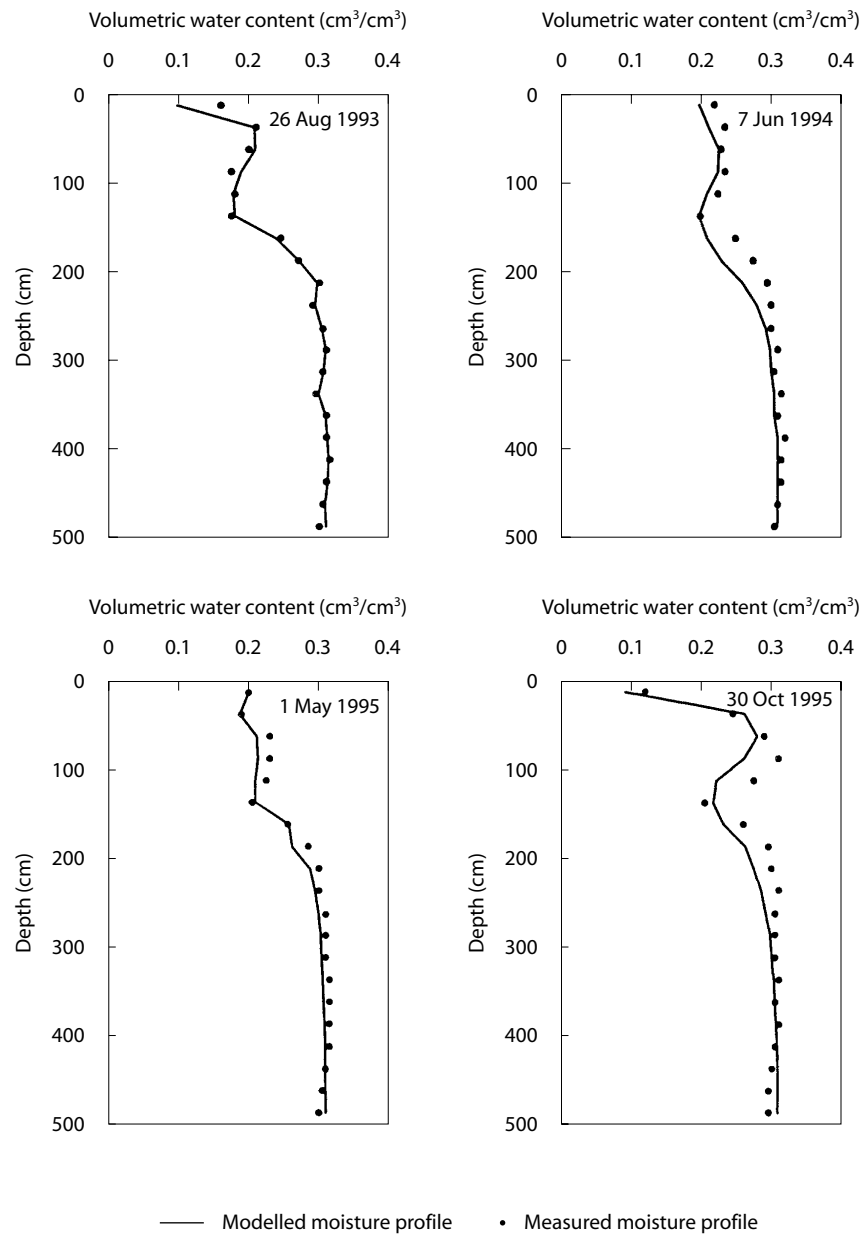 Volumetric water content (cm³/cm³)
0 0.1 0.2 0.3 0.4
0
100
200
300
400
500
Depth (cm)
26 Aug 1993
Volumetric water content (cm³/cm³)
0 0.1 0.2 0.3 0.4
0
100
200
300
400
500
Depth (cm)
7 Jun 1994
Volumetric water content (cm³/cm³)
0 0.1 0.2 0.3 0.4
0
100
200
300
400
500
Depth (cm)
1 May 1995
Volumetric water content (cm³/cm³)
0 0.1 0.2 0.3 0.4
0
100
200
300
400
500
Depth (cm)
30 Oct 1995
Modelled moisture profile
Measured moisture profile